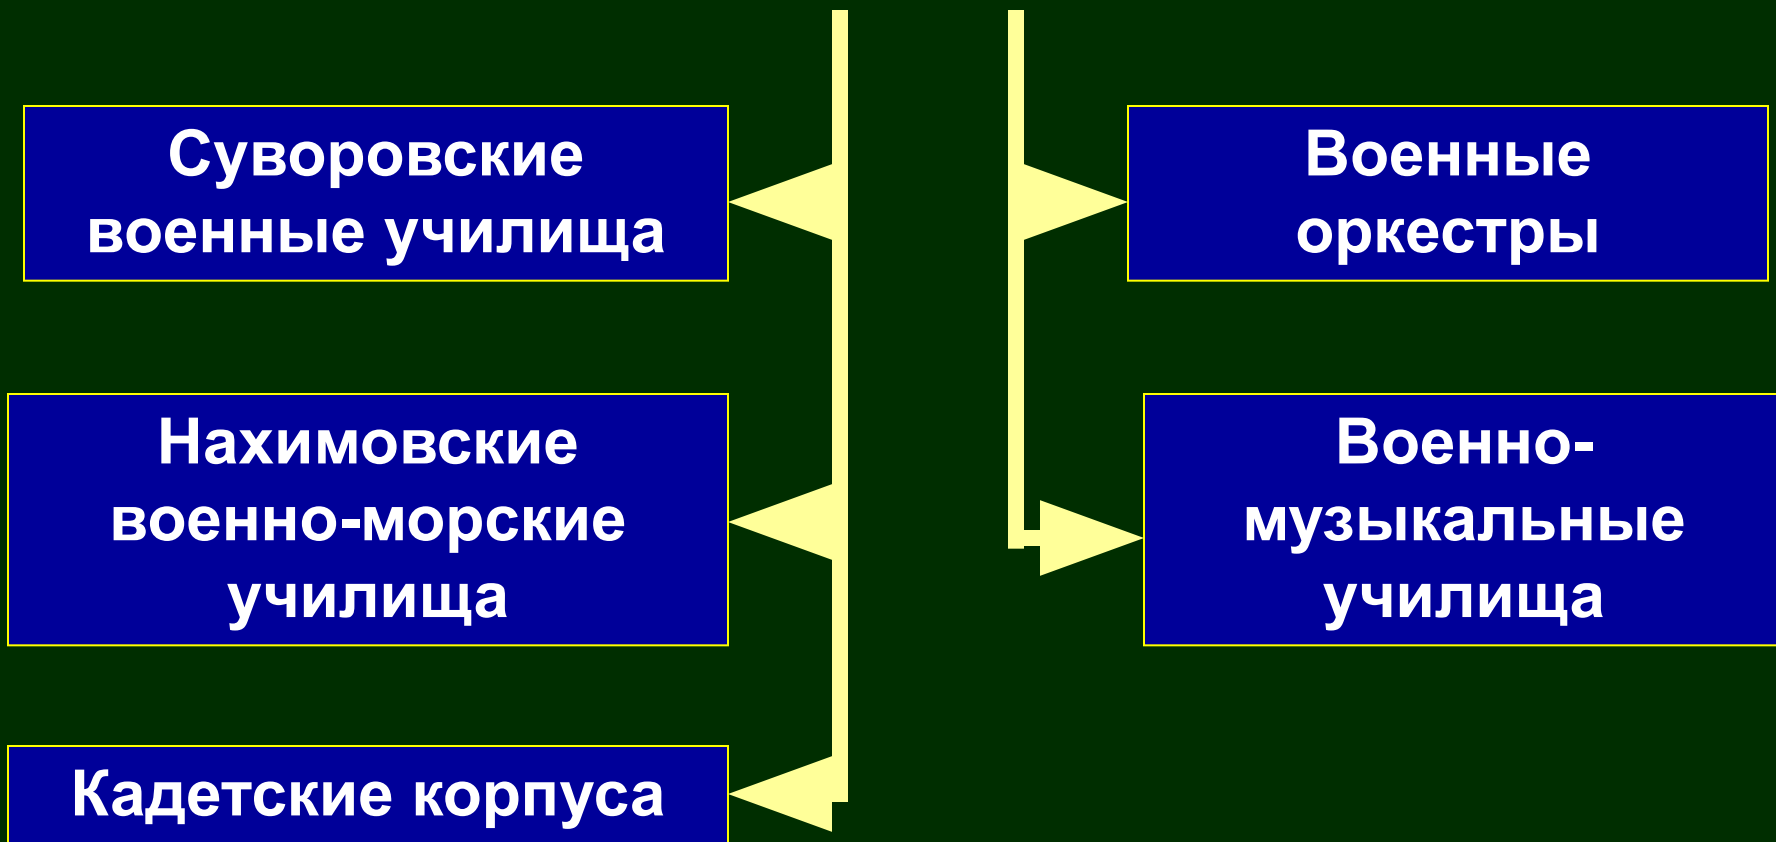 Суворовские
военные училища
Военные
оркестры
Нахимовские
военно-морские
училища
Военно-
музыкальные
училища
Кадетские корпуса